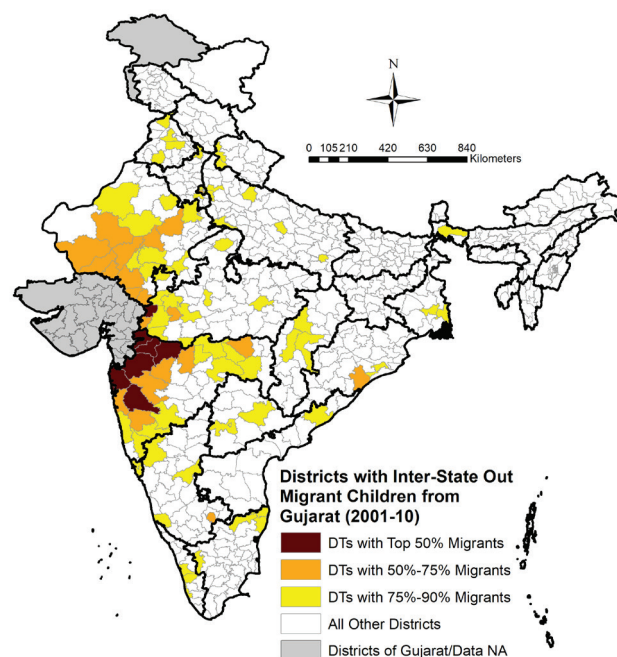 N
0 105 210 420 630 840
Kilometers
Districts with Inter-State Out
Migrant Children from
Gujarat (2001-10)
DTs with Top 50% Migrants
DTs with 50%-75% Migrants
DTs with 75%-90% Migrants
All Other Districts
Districts of Gujarat/Data NA